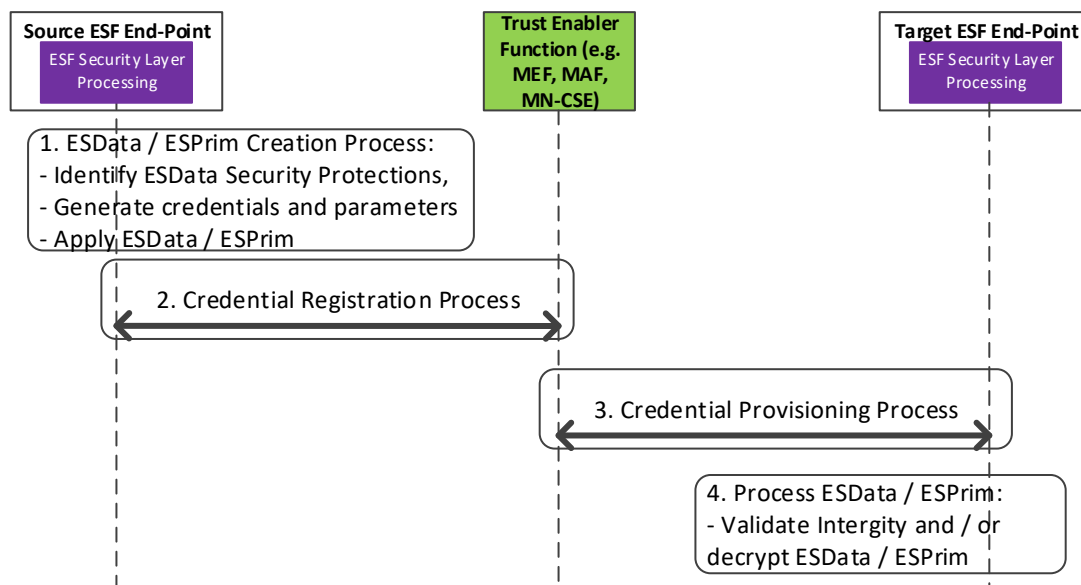 Source ESF End-Point
ESF Security Layer
Processing
Trust Enabler
Function (e.g.
MEF, MAF,
MN-CSE)
Target ESF End-Point
ESF Security Layer
Processing
1. ESData / ESPrim Creation Process:
- Identify ESData Security Protections,
- Generate credentials and parameters
- Apply ESData / ESPrim
2. Credential Registration Process
3. Credential Provisioning Process
4. Process ESData / ESPrim:
- Validate Intergity and / or
decrypt ESData / ESPrim